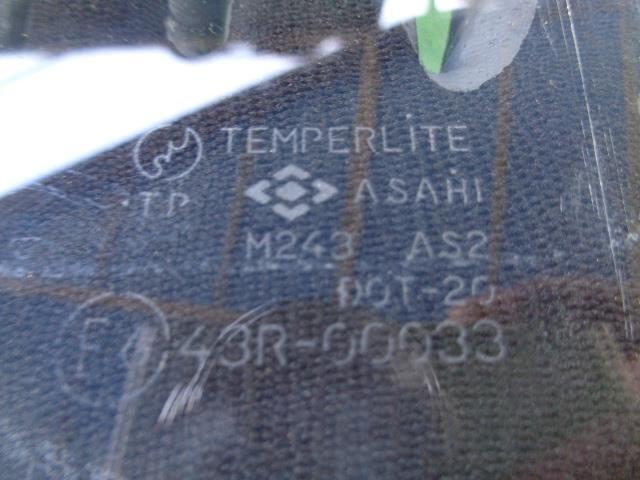 TEMPERLITE
TP ASAHI
M243 AS2
DOT-20
43R-00033